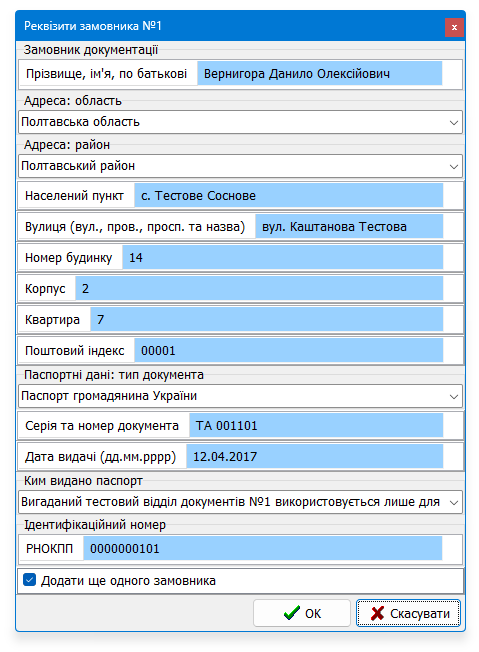 Реквізити замовника №1
Замовник документації
Прізвище, ім'я, по батькові Вернигора Данило Олексійович
Адреса: область
Полтавська область
Адреса: район
Полтавський район
Населений пункт с. Тестове Соснове
Вулиця (вул., пров., просп. та назва) вул. Каштанова Тестова
Номер будинку 14
Корпус 2
Квартира 7
Поштовий індекс 00001
Паспортні дані: тип документа
Паспорт громадянина України
Серія та номер документа ТА 001101
Дата видачі (дд.мм.рррр) 12.04.2017
Ким видано паспорт
Вигаданий тестовий відділ документів №1 використовується лише для
Ідентифікаційний номер
РНОКПП 0000000101
Додати ще одного замовника
ОК Скасувати